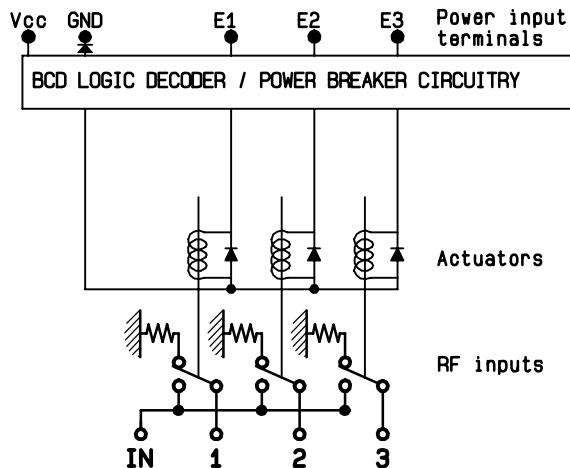 Vcc GND E1 E2 E3 Power input
terminals
BCD LOGIC DECODER / POWER BREAKER CIRCUITRY
Actuators
RF inputs
IN 1 2 3